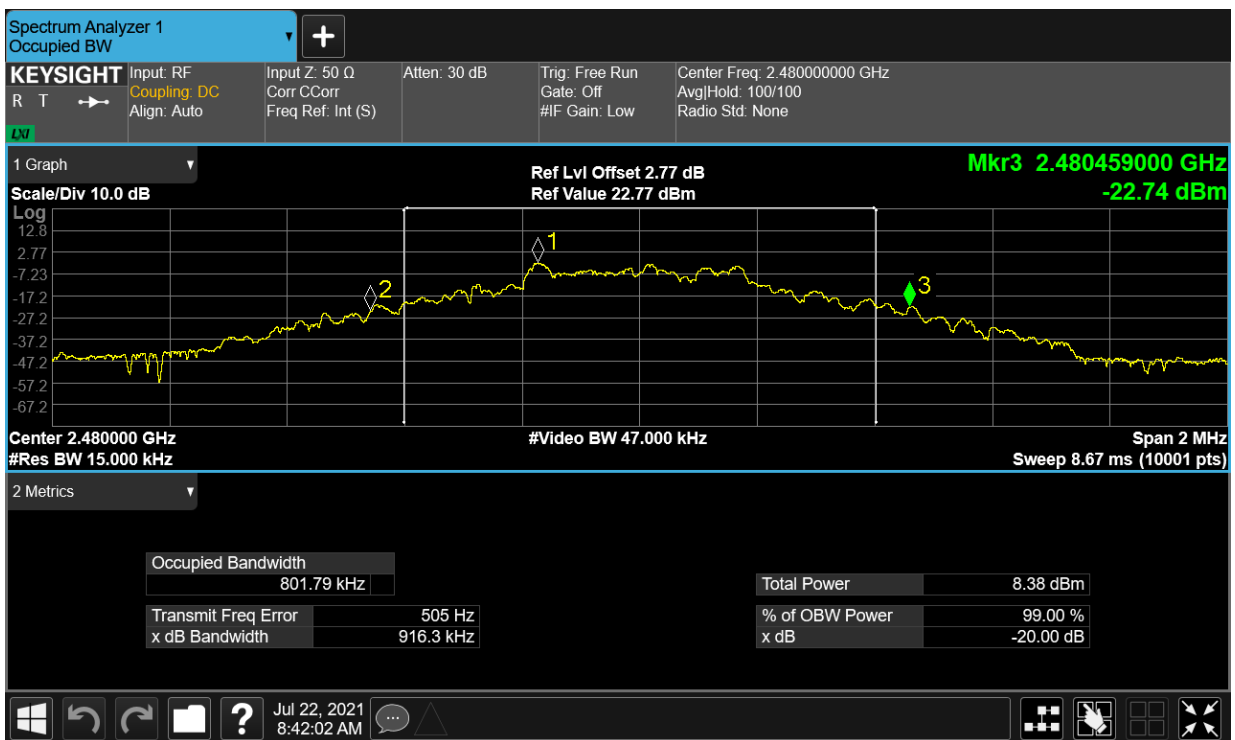 Spectrum Analyzer 1
Occupied BW
KEYSIGHT
R T
LXI
Input: RF
Coupling: DC
Align: Auto
Input Z: 50 Ω
Corr CCorr
Freq Ref: Int (S)
Atten: 30 dB
Trig: Free Run
Gate: Off
#IF Gain: Low
Center Freq: 2.480000000 GHz
Avg|Hold: 100/100
Radio Std: None
1 Graph
Scale/Div 10.0 dB
Ref Lvl Offset 2.77 dB
Ref Value 22.77 dBm
Mkr3 2.480459000 GHz
-22.74 dBm
Log
12.8
2.77
-7.23
-17.2
-27.2
-37.2
-47.2
-57.2
-67.2
1
2
3
Center 2.480000 GHz
#Video BW 47.000 kHz
Span 2 MHz
#Res BW 15.000 kHz
Sweep 8.67 ms (10001 pts)
2 Metrics
Occupied Bandwidth
801.79 kHz
Total Power 8.38 dBm
Transmit Freq Error 505 Hz
% of OBW Power 99.00 %
x dB Bandwidth 916.3 kHz
x dB -20.00 dB
Jul 22, 2021
8:42:02 AM